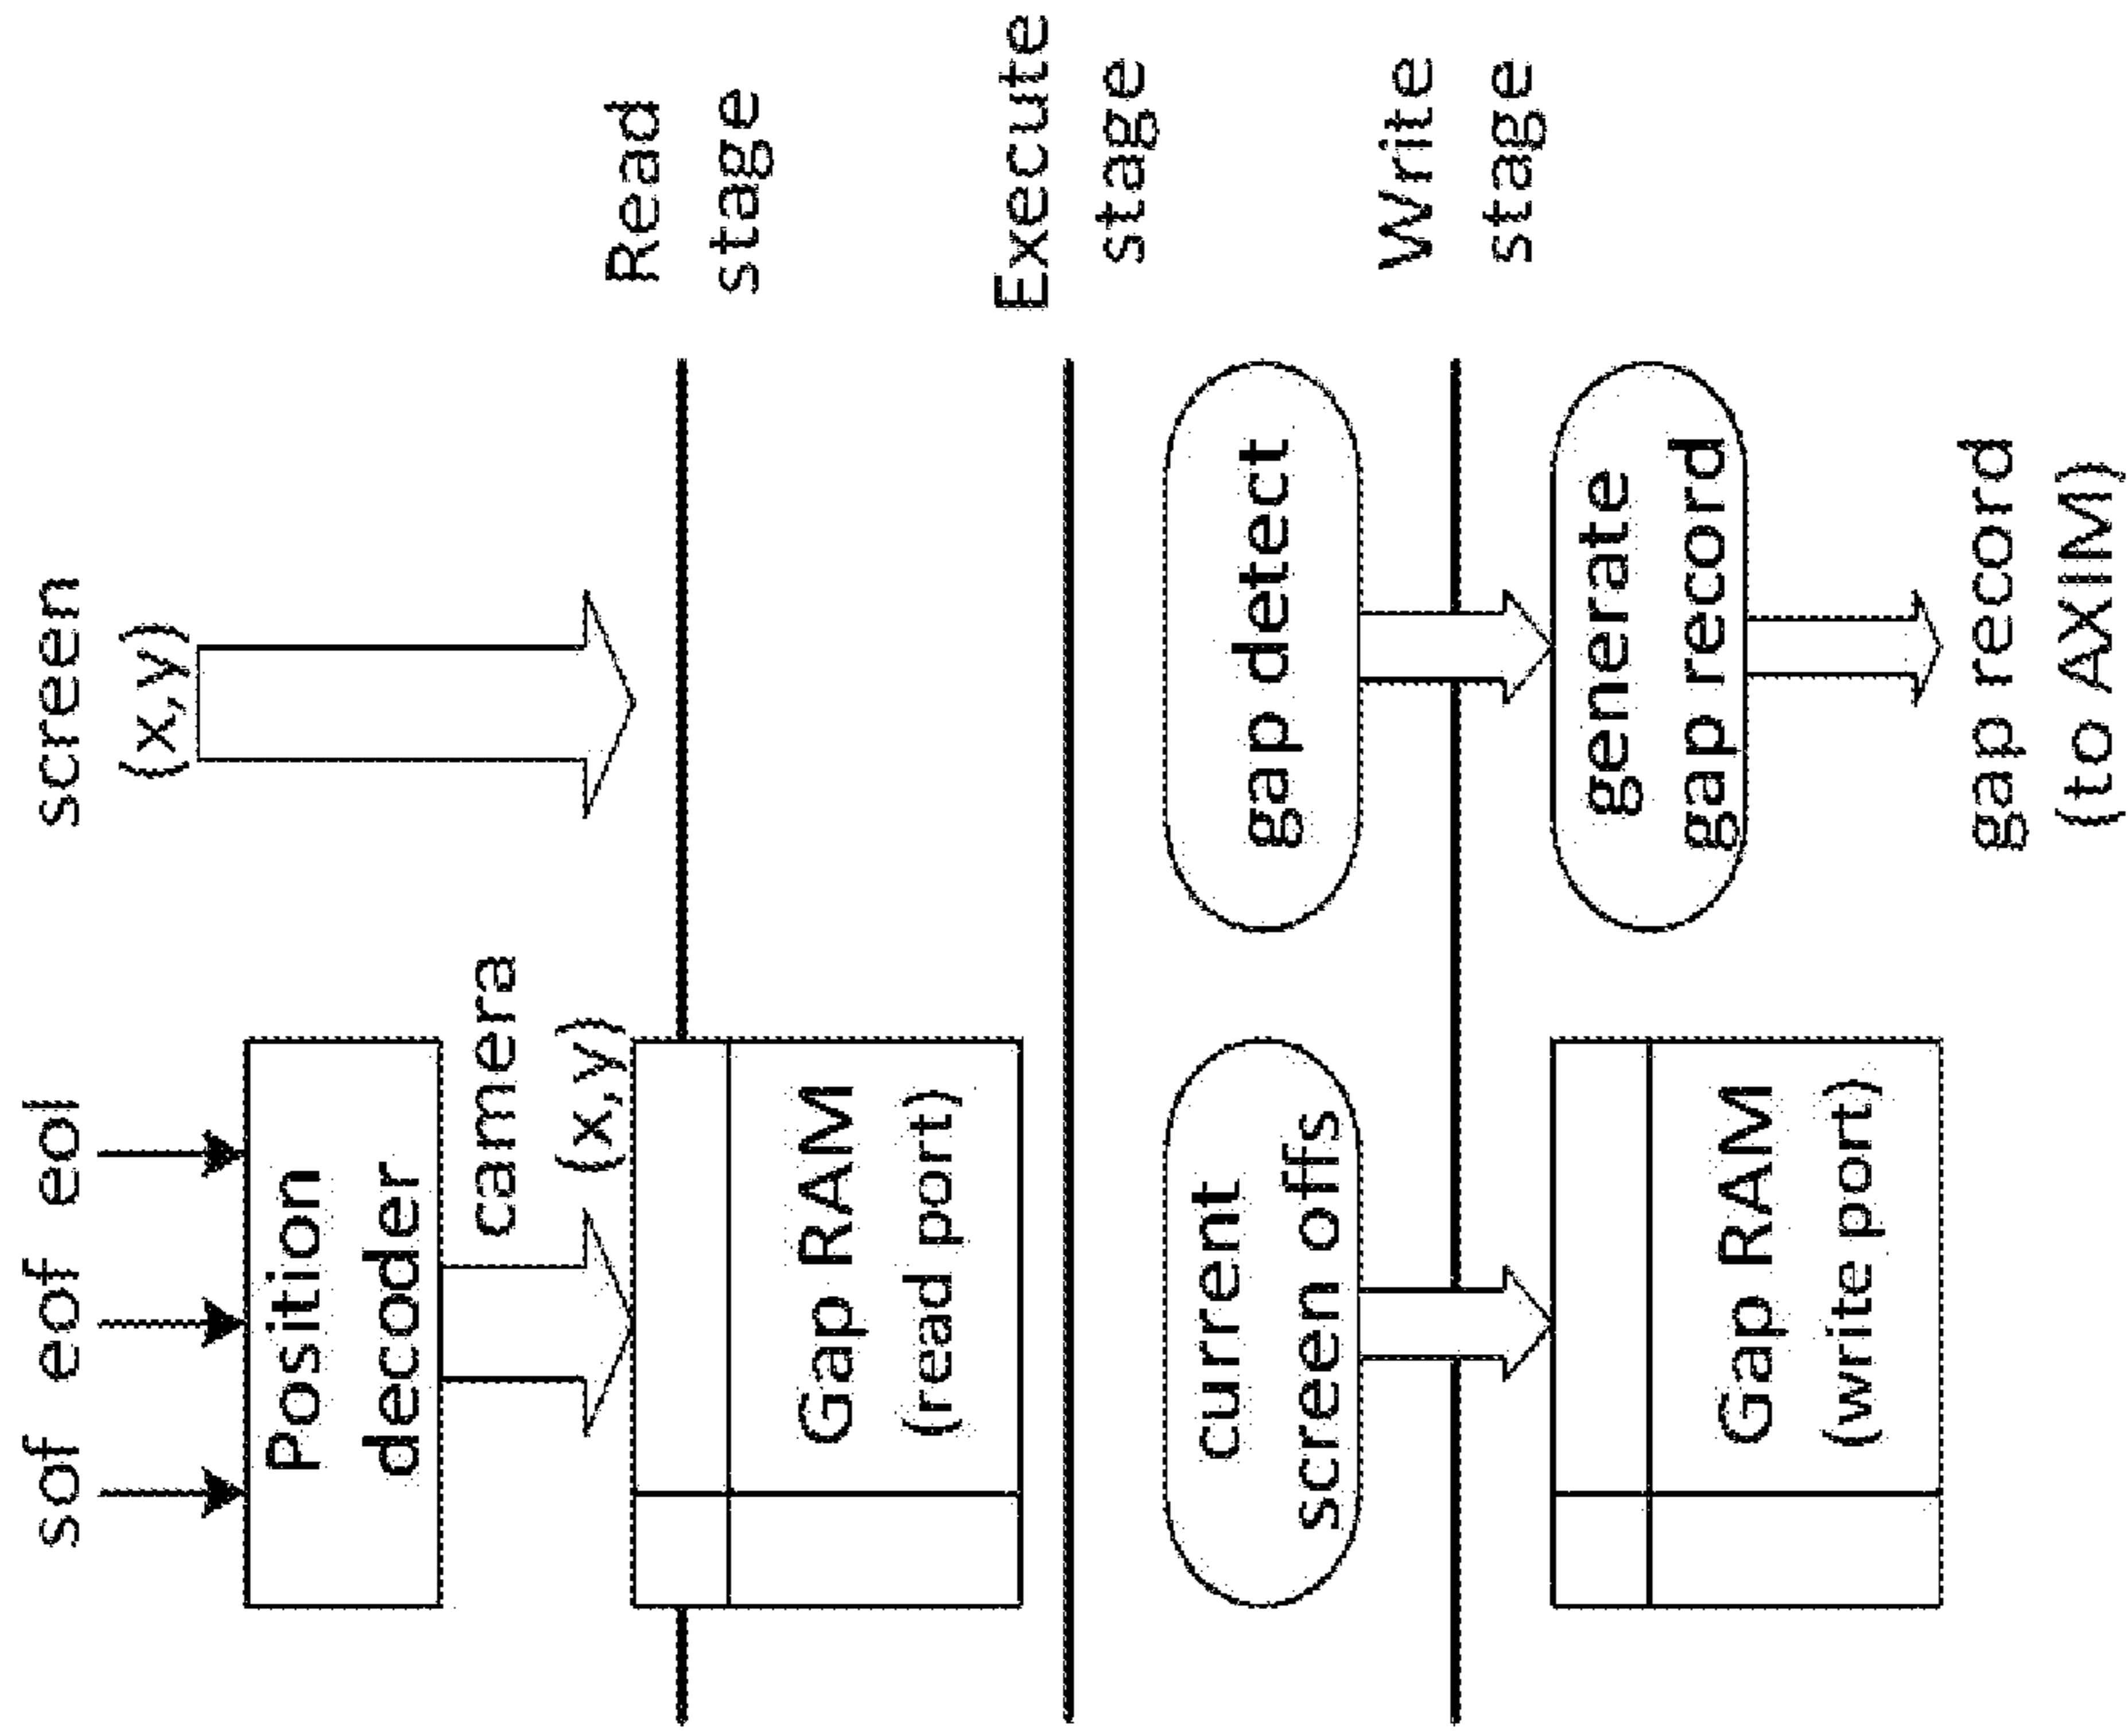 sof eof eol
screen
(x,y)
Position
decoder
camera
(x,y)
Read
stage
Gap RAM
(read port)
Execute
stage
current
screen offs
gap detect
Write
stage
Gap RAM
(write port)
generate
gap record
gap record
(to AXIM)